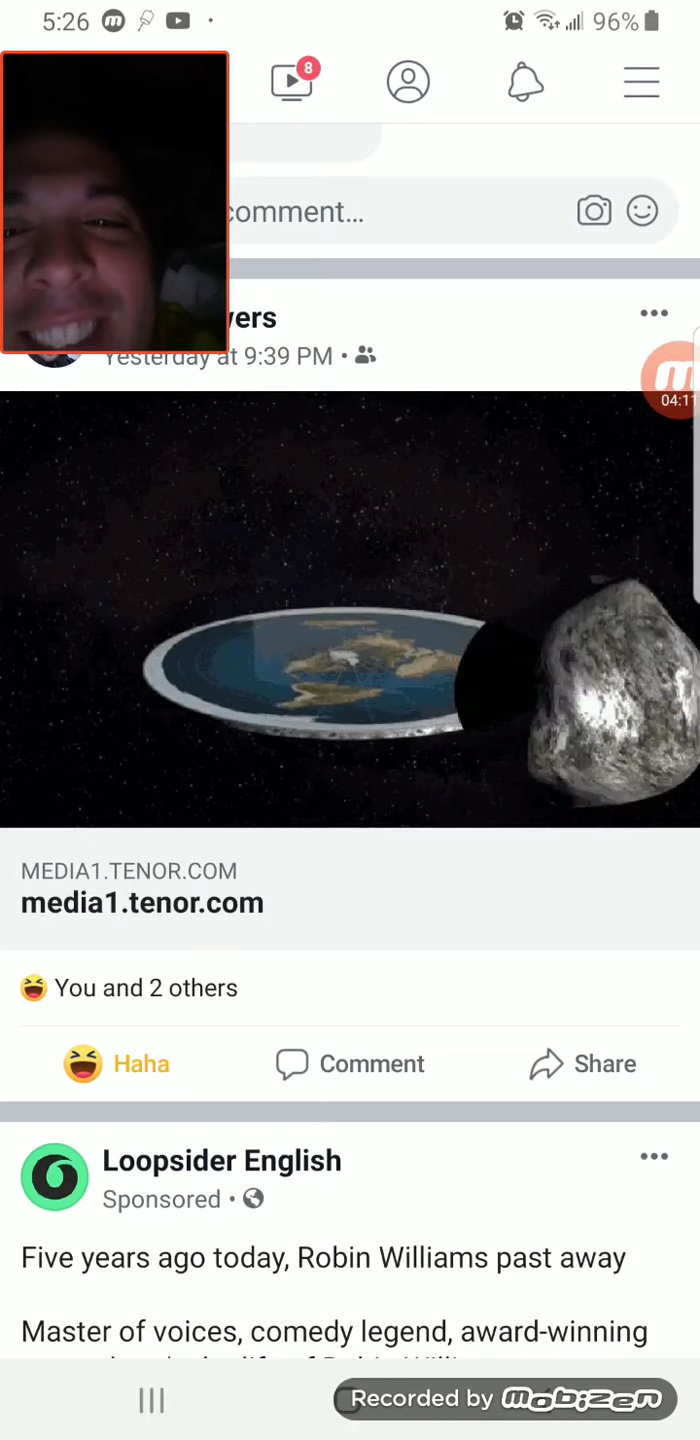 5:26
96%
8
comment...
vers
Yesterday at 9:39 PM
04:11
MEDIA1.TENOR.COM
media1.tenor.com
You and 2 others
Haha
Comment
Share
Loopsider English
Sponsored
Five years ago today, Robin Williams past away
Master of voices, comedy legend, award-winning
Recorded by mobizen